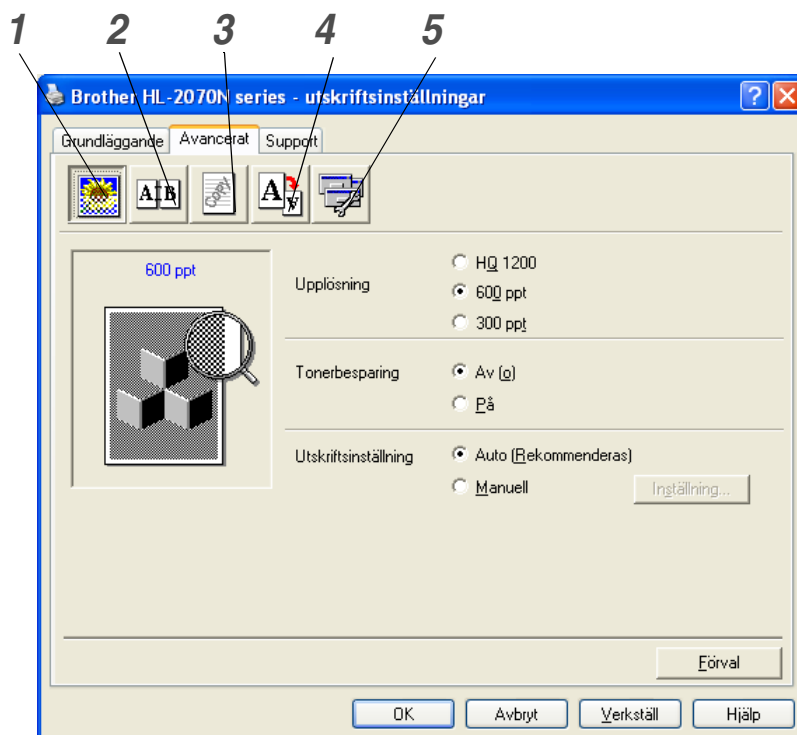 1 2 3 4 5
Brother HL-2070N series - utskriftsinställningar
Grundläggande Avancerat Support
A B COPY A A
600 ppt
Upplösning
HQ 1200
600 ppt
300 ppt
Tonerbesparing
Av (o)
På
Utskriftsinställning
Auto (Rekommenderas)
Manuell
Inställning...
Förval
OK Avbryt Verkställ Hjälp